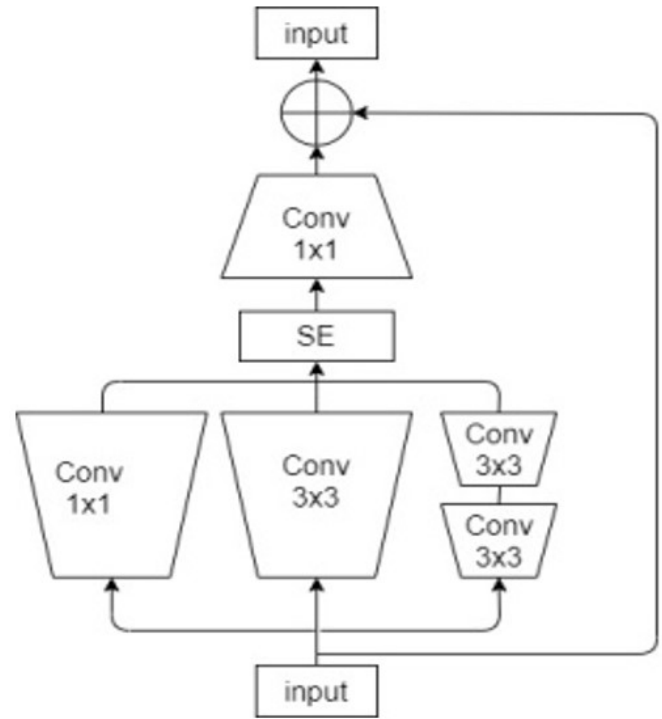 input
Conv
1x1
SE
Conv
1x1
Conv
3x3
Conv
3x3
Conv
3x3
input